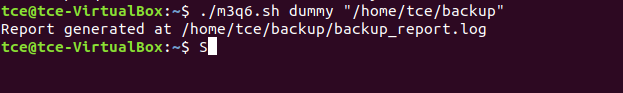 tce@tce-VirtualBox:~$ ./m3q6.sh dummy "/home/tce/backup"
Report generated at /home/tce/backup/backup_report.log
tce@tce-VirtualBox:~$ S